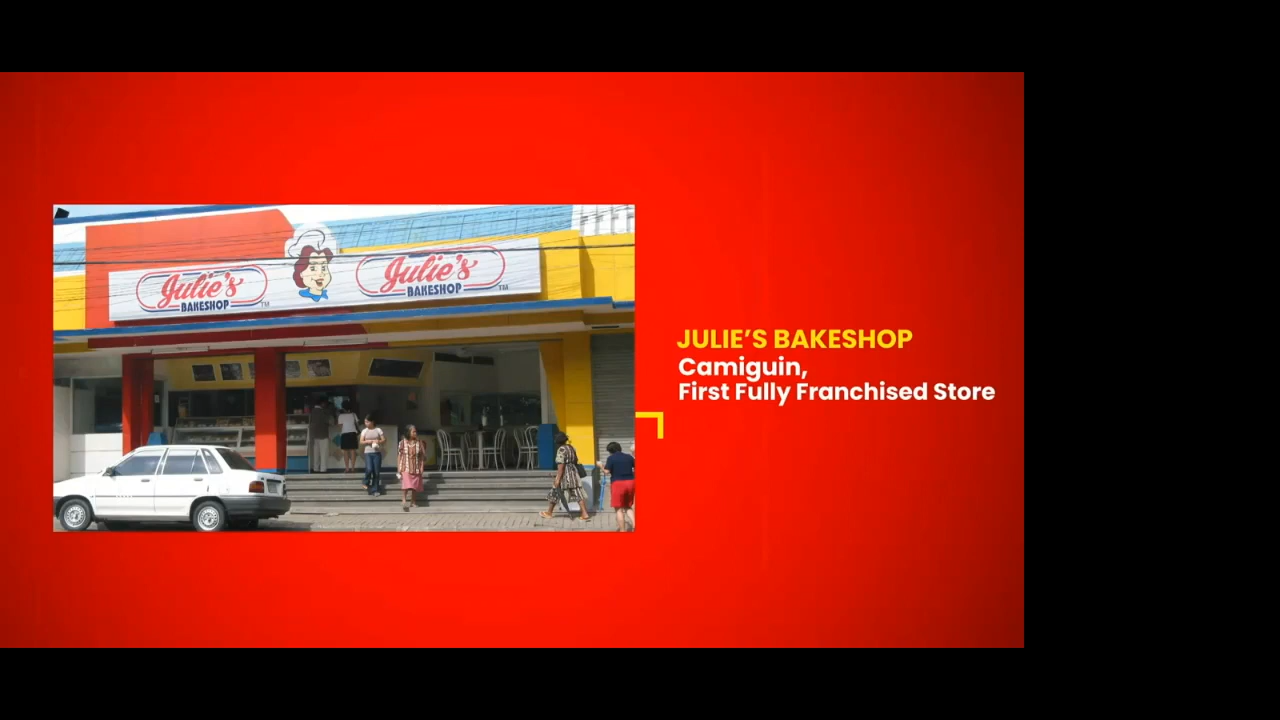 Julie's
BAKESHOP
TM
Julie's
BAKESHOP
TM
JULIE'S BAKESHOP
Camiguin,
First Fully Franchised Store